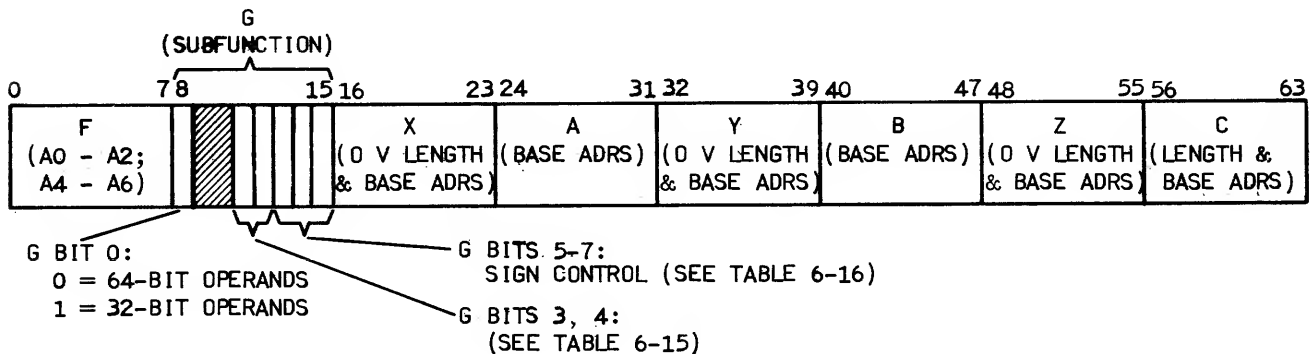 G
(SUBFUNCTION)
0 7 8 15 16 23 24 31 32 39 40 47 48 55 56 63
F X A Y B Z C
(A0 - A2; (0 V LENGTH (BASE ADRS) (0 V LENGTH (BASE ADRS) (0 V LENGTH (LENGTH &
A4 - A6) & BASE ADRS) & BASE ADRS) & BASE ADRS) BASE ADRS)
G BIT 0:
0 = 64-BIT OPERANDS
1 = 32-BIT OPERANDS
G BITS 5-7:
SIGN CONTROL (SEE TABLE 6-16)
G BITS 3, 4:
(SEE TABLE 6-15)